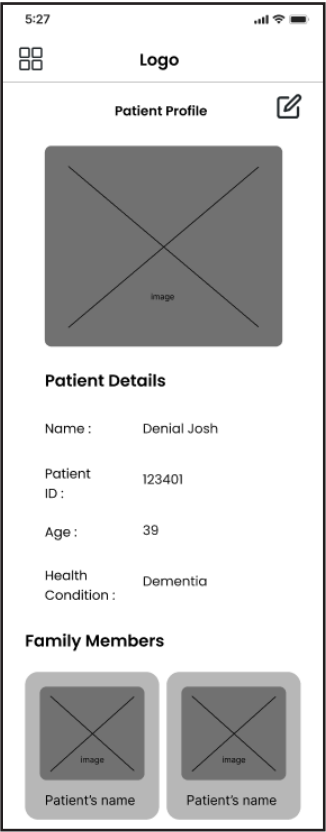 5:27
Logo
Patient Profile
image
Patient Details
Name : Denial Josh
Patient
ID : 123401
Age : 39
Health
Condition : Dementia
Family Members
image image
Patient's name Patient's name